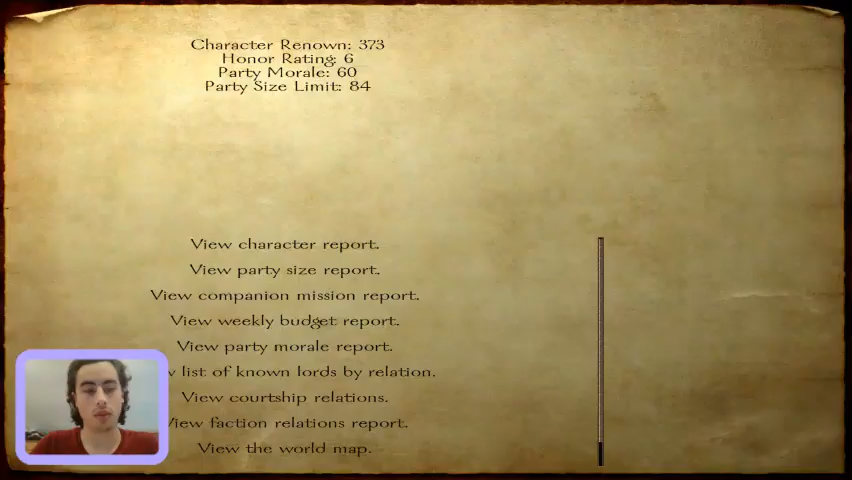 Character Renown: 373
Honor Rating: 6
Party Morale: 60
Party Size Limit: 84
View character report.
View party size report.
View companion mission report.
View weekly budget report.
View party morale report.
list of known lords by relation.
View courtship relations.
View faction relations report.
View the world map.